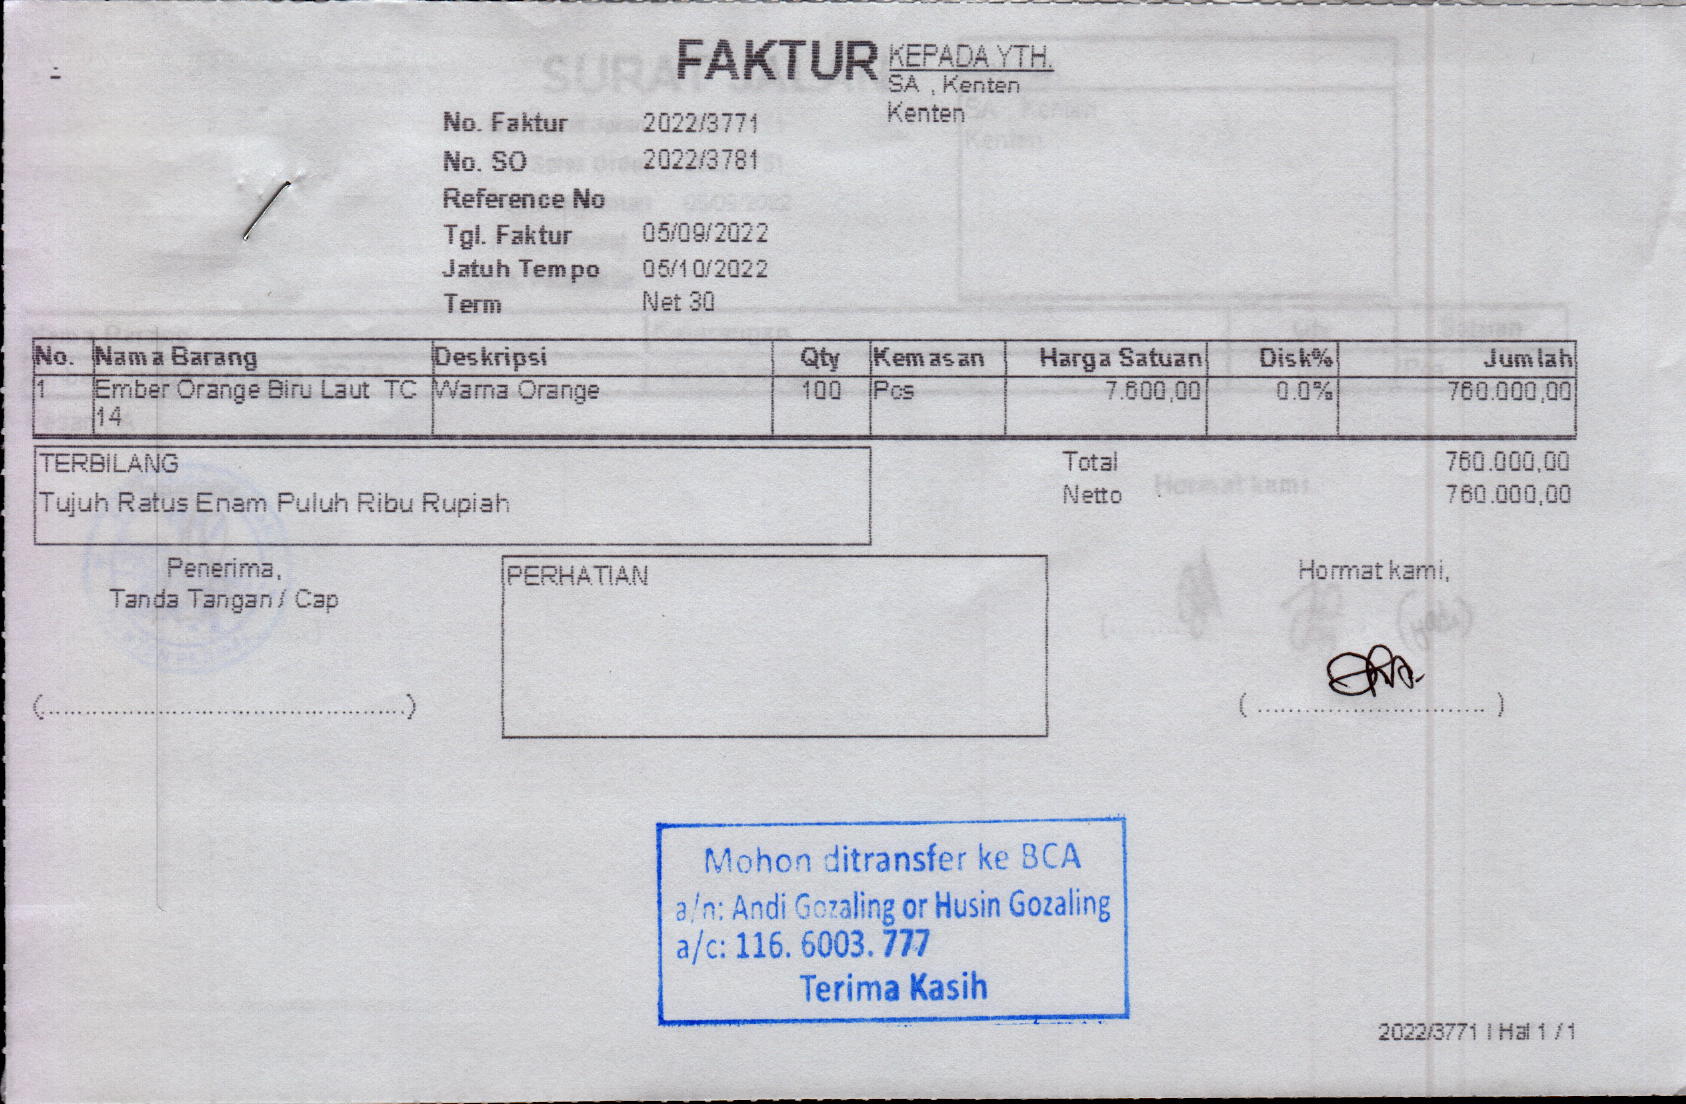 FAKTUR
KEPADA YTH.
SA , Kenten
Kenten
No. Faktur 2022/3771
No. SO 2022/3781
Reference No
Tgl. Faktur 05/09/2022
Jatuh Tempo 05/10/2022
Term Net 30
No. Nama Barang Deskripsi Qty Kemasan Harga Satuan Disk% Jumlah
1 Ember Orange Biru Laut TC Warna Orange 100 Pcs 7.600,00 0.0% 760.000,00
14
TERBILANG
Tujuh Ratus Enam Puluh Ribu Rupiah
Total 760.000,00
Netto 760.000,00
Penerima,
Tanda Tangan / Cap
PERHATIAN
Hormat kami,
(................................................)
( ............................. )
Mohon ditransfer ke BCA
a/n: Andi Gozaling or Husin Gozaling
a/c: 116. 6003. 777
Terima Kasih
2022/3771 | Hal 1 / 1